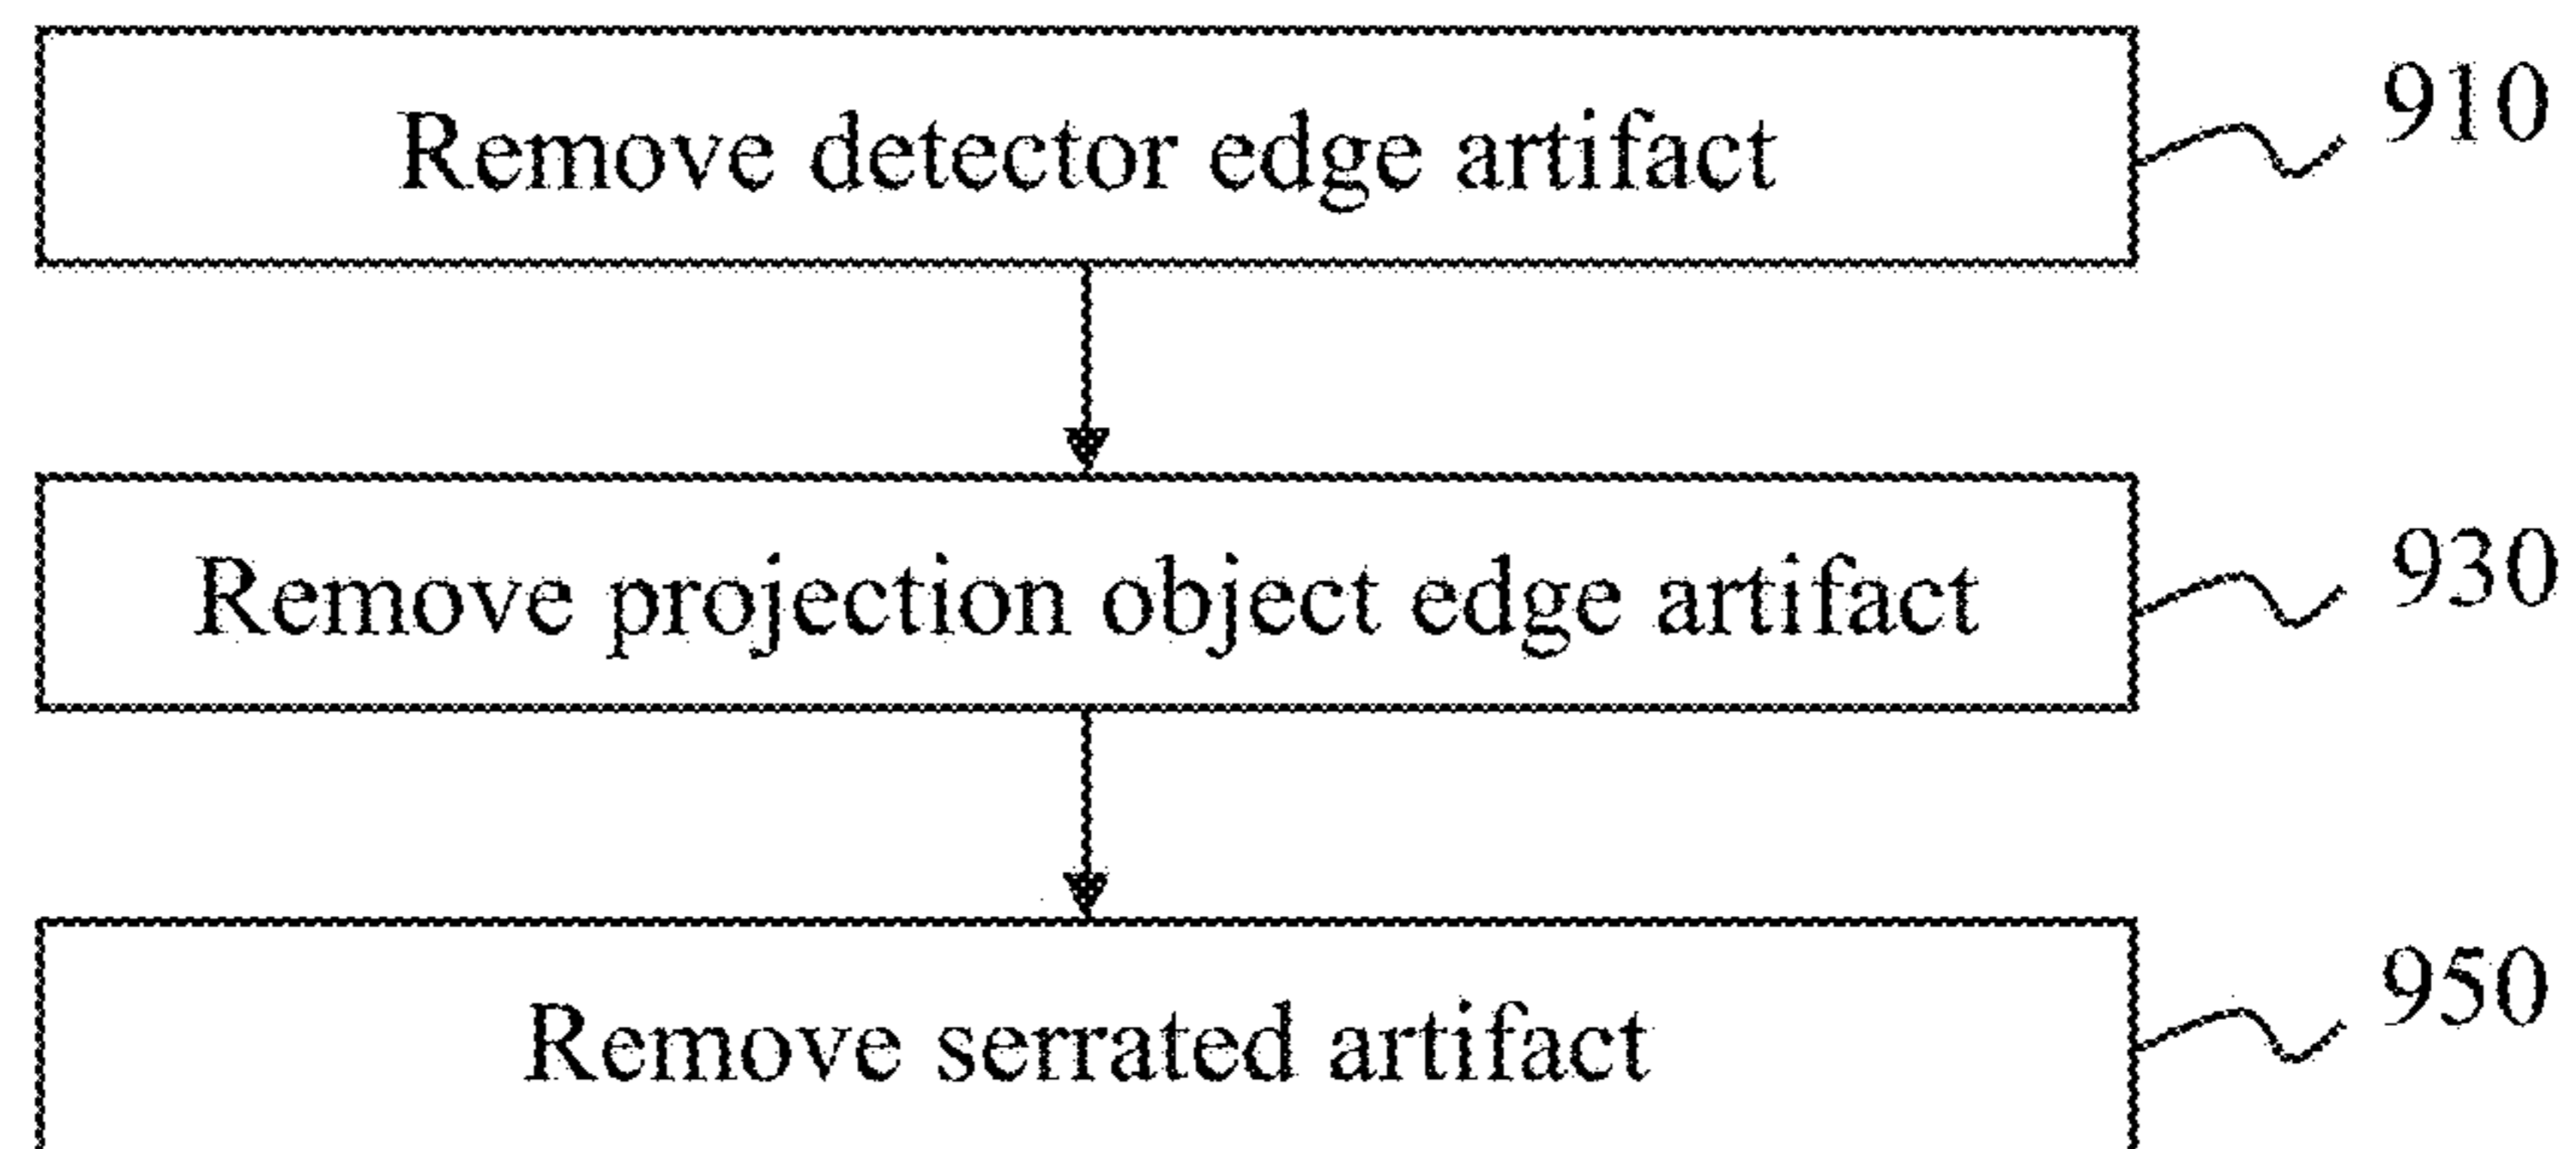 Remove detector edge artifact
910
Remove projection object edge artifact
930
Remove serrated artifact
950